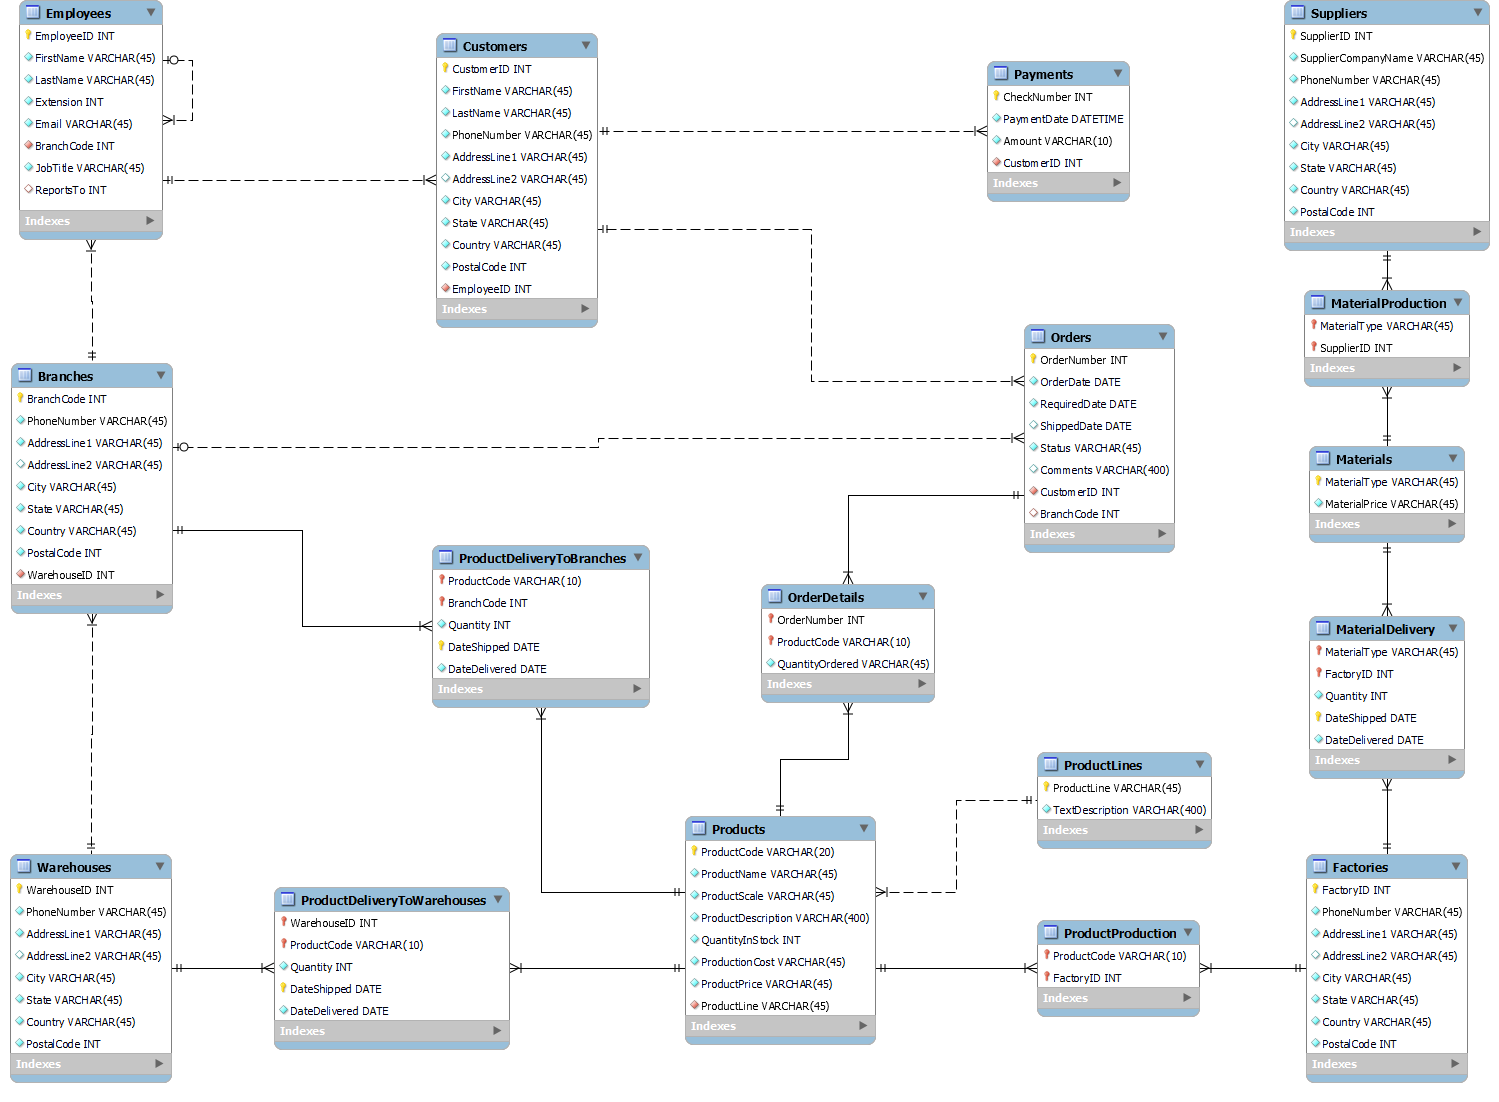 Employees
EmployeeID INT
FirstName VARCHAR(45)
LastName VARCHAR(45)
Extension INT
Email VARCHAR(45)
BranchCode INT
JobTitle VARCHAR(45)
ReportsTo INT
Indexes
Customers
CustomerID INT
FirstName VARCHAR(45)
LastName VARCHAR(45)
PhoneNumber VARCHAR(45)
AddressLine1 VARCHAR(45)
AddressLine2 VARCHAR(45)
City VARCHAR(45)
State VARCHAR(45)
Country VARCHAR(45)
PostalCode INT
EmployeeID INT
Indexes
Payments
CheckNumber INT
PaymentDate DATETIME
Amount VARCHAR(10)
CustomerID INT
Indexes
Suppliers
SupplierID INT
SupplierCompanyName VARCHAR(45)
PhoneNumber VARCHAR(45)
AddressLine1 VARCHAR(45)
AddressLine2 VARCHAR(45)
City VARCHAR(45)
State VARCHAR(45)
Country VARCHAR(45)
PostalCode INT
Indexes
MaterialProduction
MaterialType VARCHAR(45)
SupplierID INT
Indexes
Orders
OrderNumber INT
OrderDate DATE
RequiredDate DATE
ShippedDate DATE
Status VARCHAR(45)
Comments VARCHAR(400)
CustomerID INT
BranchCode INT
Indexes
Branches
BranchCode INT
PhoneNumber VARCHAR(45)
AddressLine1 VARCHAR(45)
AddressLine2 VARCHAR(45)
City VARCHAR(45)
State VARCHAR(45)
Country VARCHAR(45)
PostalCode INT
WarehouseID INT
Indexes
Materials
MaterialType VARCHAR(45)
MaterialPrice VARCHAR(45)
Indexes
ProductDeliveryToBranches
ProductCode VARCHAR(10)
BranchCode INT
Quantity INT
DateShipped DATE
DateDelivered DATE
Indexes
OrderDetails
OrderNumber INT
ProductCode VARCHAR(10)
QuantityOrdered VARCHAR(45)
Indexes
MaterialDelivery
MaterialType VARCHAR(45)
FactoryID INT
Quantity INT
DateShipped DATE
DateDelivered DATE
Indexes
ProductLines
ProductLine VARCHAR(45)
TextDescription VARCHAR(400)
Indexes
Products
ProductCode VARCHAR(20)
ProductName VARCHAR(45)
ProductScale VARCHAR(45)
ProductDescription VARCHAR(400)
QuantityInStock INT
ProductionCost VARCHAR(45)
ProductPrice VARCHAR(45)
ProductLine VARCHAR(45)
Indexes
Warehouses
WarehouseID INT
PhoneNumber VARCHAR(45)
AddressLine1 VARCHAR(45)
AddressLine2 VARCHAR(45)
City VARCHAR(45)
State VARCHAR(45)
Country VARCHAR(45)
PostalCode INT
Indexes
ProductDeliveryToWarehouses
WarehouseID INT
ProductCode VARCHAR(10)
Quantity INT
DateShipped DATE
DateDelivered DATE
Indexes
ProductProduction
ProductCode VARCHAR(10)
FactoryID INT
Indexes
Factories
FactoryID INT
PhoneNumber VARCHAR(45)
AddressLine1 VARCHAR(45)
AddressLine2 VARCHAR(45)
City VARCHAR(45)
State VARCHAR(45)
Country VARCHAR(45)
PostalCode INT
Indexes